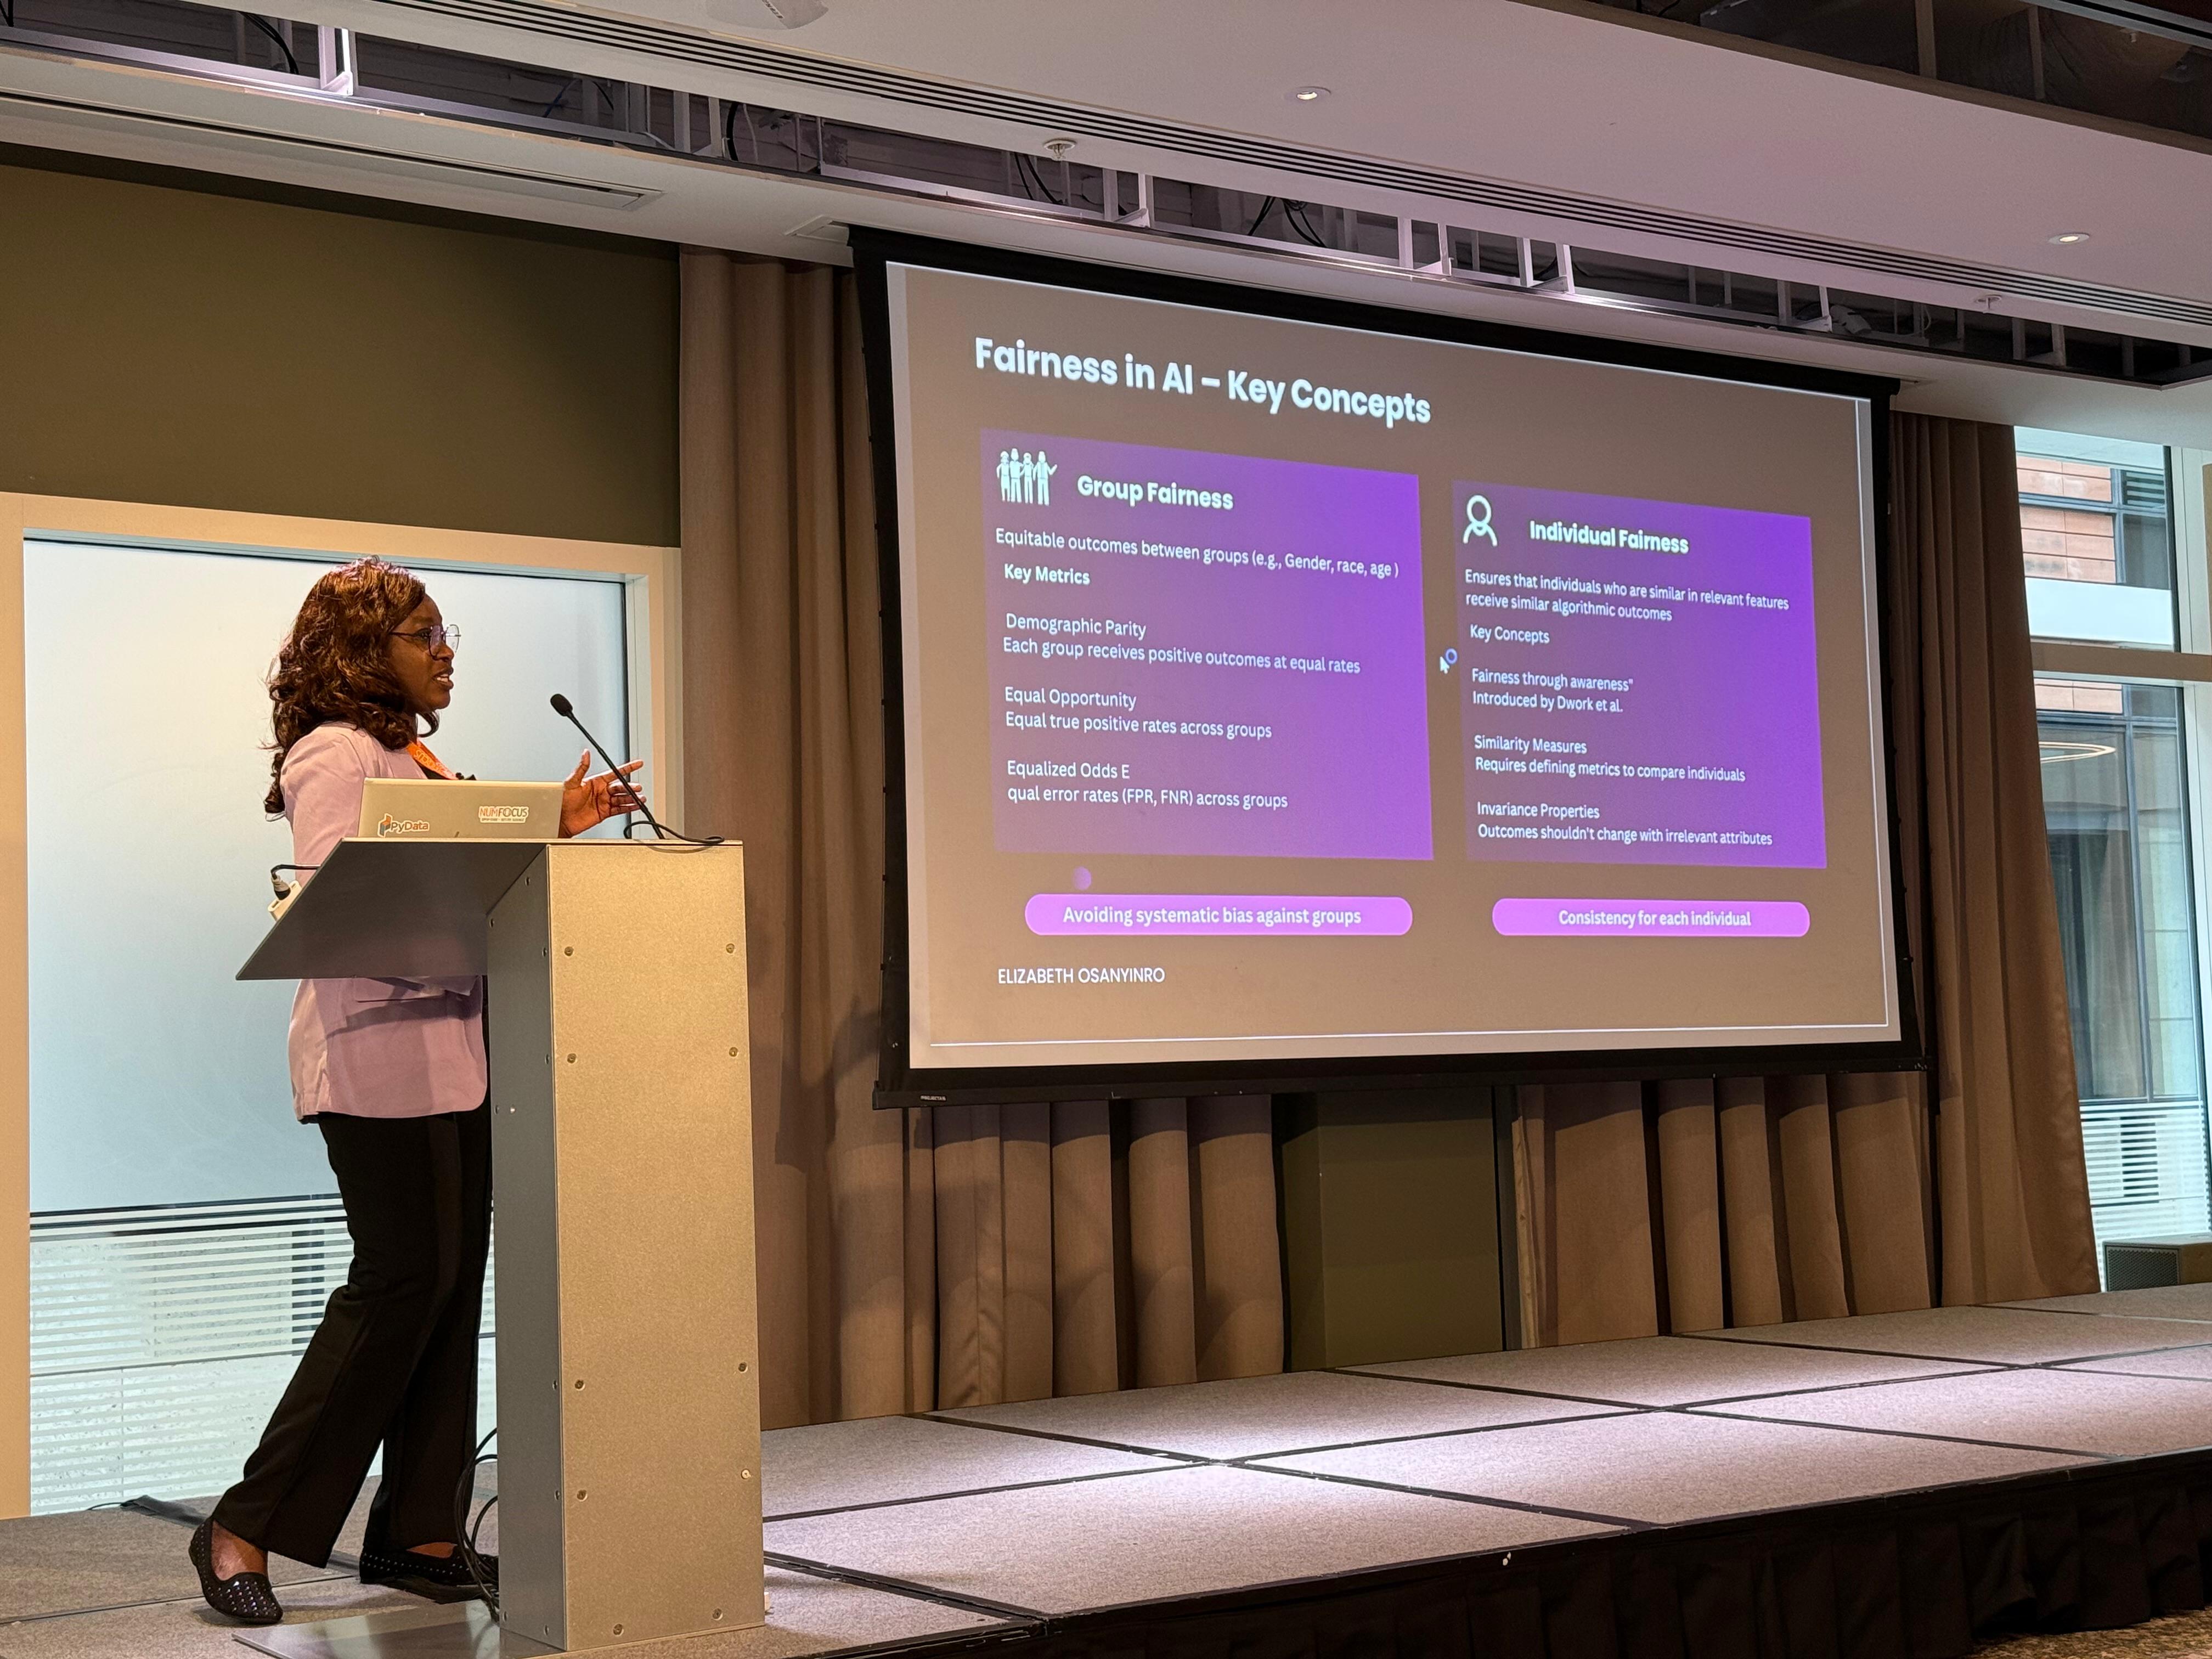 Fairness in AI – Key Concepts
Group Fairness
Equitable outcomes between groups (e.g., Gender, race, age )
Key Metrics
Demographic Parity
Each group receives positive outcomes at equal rates
Equal Opportunity
Equal true positive rates across groups
Equalized Odds E
qual error rates (FPR, FNR) across groups
Avoiding systematic bias against groups
Individual Fairness
Ensures that individuals who are similar in relevant features
receive similar algorithmic outcomes
Key Concepts
Fairness through awareness"
Introduced by Dwork et al.
Similarity Measures
Requires defining metrics to compare individuals
Invariance Properties
Outcomes shouldn't change with irrelevant attributes
Consistency for each individual
ELIZABETH OSANYINRO
PyData
NUMFOCUS